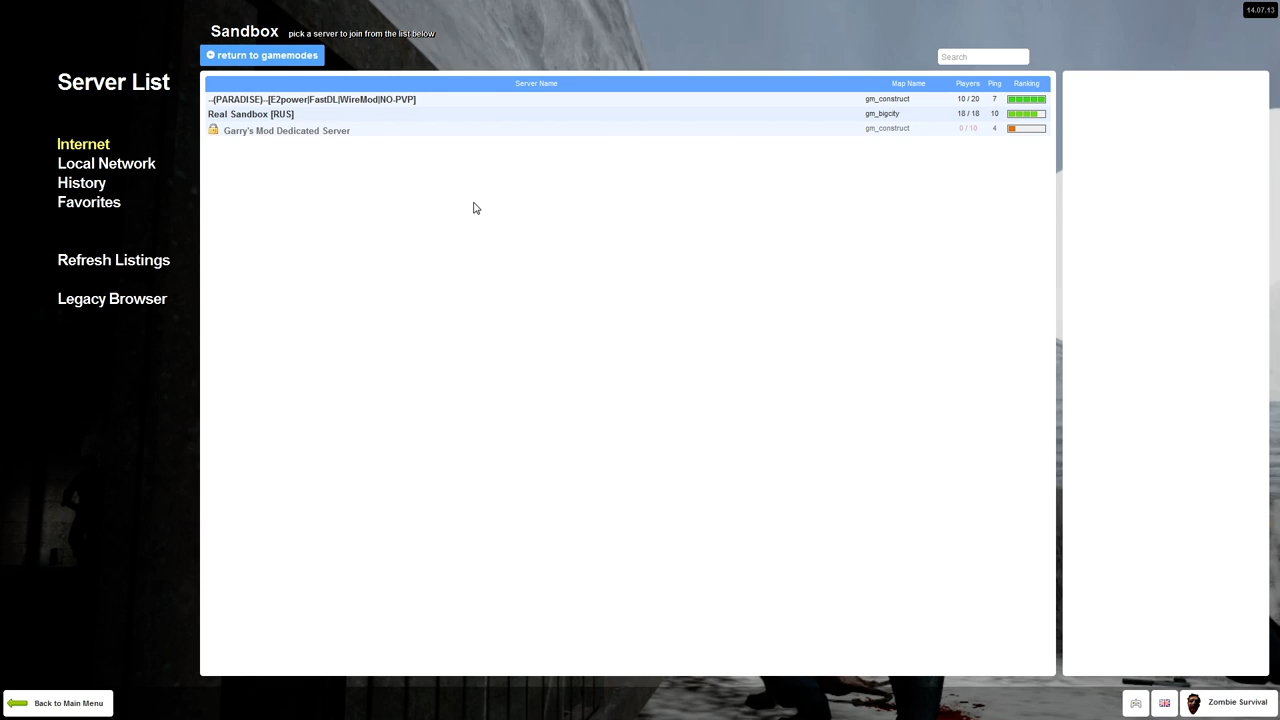 14.07.13
Sandbox pick a server to join from the list below
return to gamemodes
Search
Server List
Internet
Local Network
History
Favorites
Refresh Listings
Legacy Browser
Server Name Map Name Players Ping Ranking
--(PARADISE)--[E2power|FastDL|WireMod|NO-PVP] gm_construct 10 / 20 7
Real Sandbox [RUS] gm_bigcity 18 / 18 10
Garry's Mod Dedicated Server gm_construct 0 / 10 4
Back to Main Menu
Zombie Survival